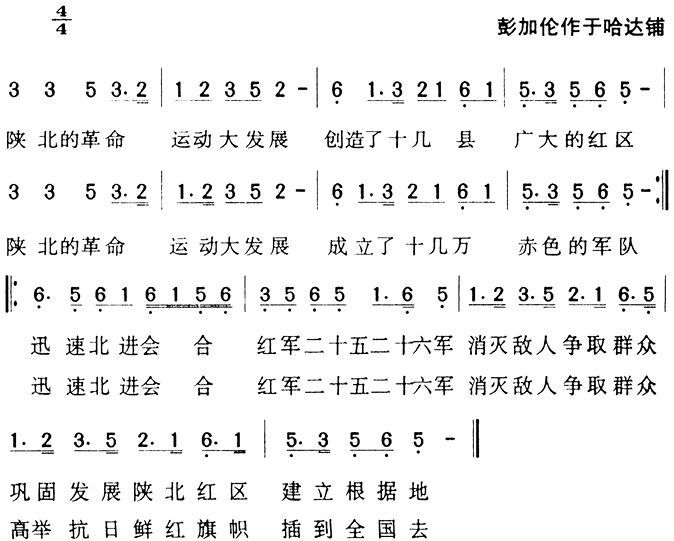 4/4
彭加伦作于哈达铺
3 3 5 3. 2 | 1 2 3 5 2 – | 6 1. 3 2 1 6 1 | 5. 3 5 6 5 – |
陕北的革命 运动大发展 创造了十几县 广大的红区
3 3 5 3. 2 | 1. 2 3 5 2 – | 6 1. 3 2 1 6 1 | 5. 3 5 6 5 – :||
陕北的革命 运动大发展 成立了十几万 赤色的军队
||: 6. 5 6 1 6 1 5 6 | 3 5 6 5 1. 6 5 | 1. 2 3. 5 2. 1 6. 5 |
迅速北进会合 红军二十五二十六军 消灭敌人争取群众
迅速北进会合 红军二十五二十六军 消灭敌人争取群众
1. 2 3. 5 2. 1 6. 1 | 5. 3 5 6 5 – ||
巩固发展陕北红区 建立根据地
高举抗日鲜红旗帜 插到全国去